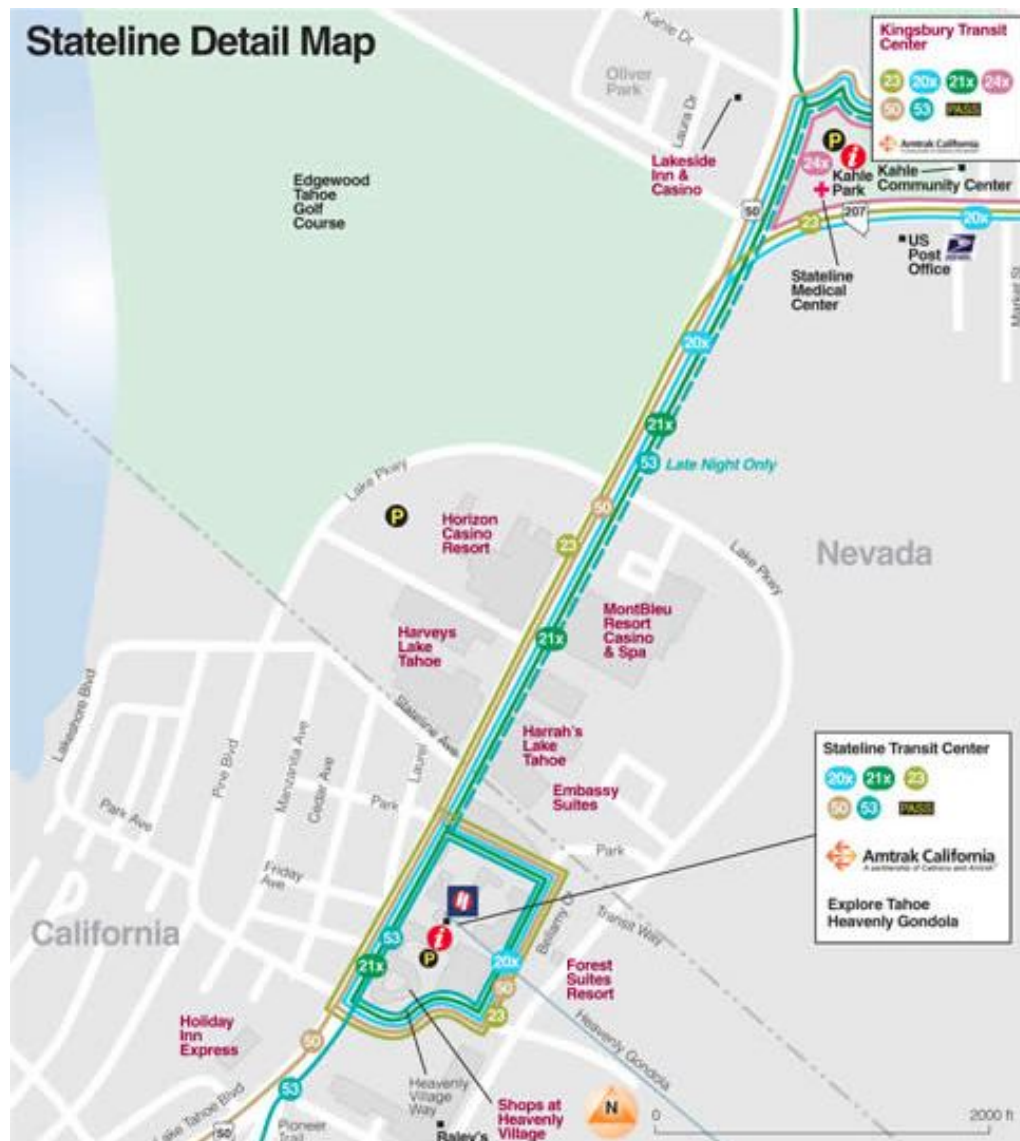 Stateline Detail Map
Kahle Dr
Oliver
Park
Laura Dr
Lakeside
Inn &
Casino
Kingsbury Transit
Center
23 20x 21x 24x
50 53 PASS
Amtrak California
P
i
24x
Kahle
Park
Kahle
Community Center
50
23
207
20x
US
Post
Office
Market St
Stateline
Medical
Center
Edgewood
Tahoe
Golf
Course
20x
21x
53 Late Night Only
50
23
Lake Pkwy
P
Horizon
Casino
Resort
Lake Pkwy
Nevada
MontBleu
Resort
Casino
& Spa
21x
Harveys
Lake
Tahoe
Stateline Ave
Harrah's
Lake
Tahoe
Embassy
Suites
Lakeshore Blvd
Pine Blvd
Manzanita Ave
Cedar Ave
Laurel
Park
Park Ave
Friday
Ave
Park
Stateline Transit Center
20x 21x 23
50 53 PASS
Amtrak California
Explore Tahoe
Heavenly Gondola
California
53
i
P
21x
20x
50
23
Bellamy Ct
Transit Way
Forest
Suites
Resort
Heavenly Gondola
Holiday
Inn
Express
50
53
Lake Tahoe Blvd
50
Pioneer
Trail
Heavenly
Village
Way
Shops at
Heavenly
Village
Raley's
N
0 2000 ft